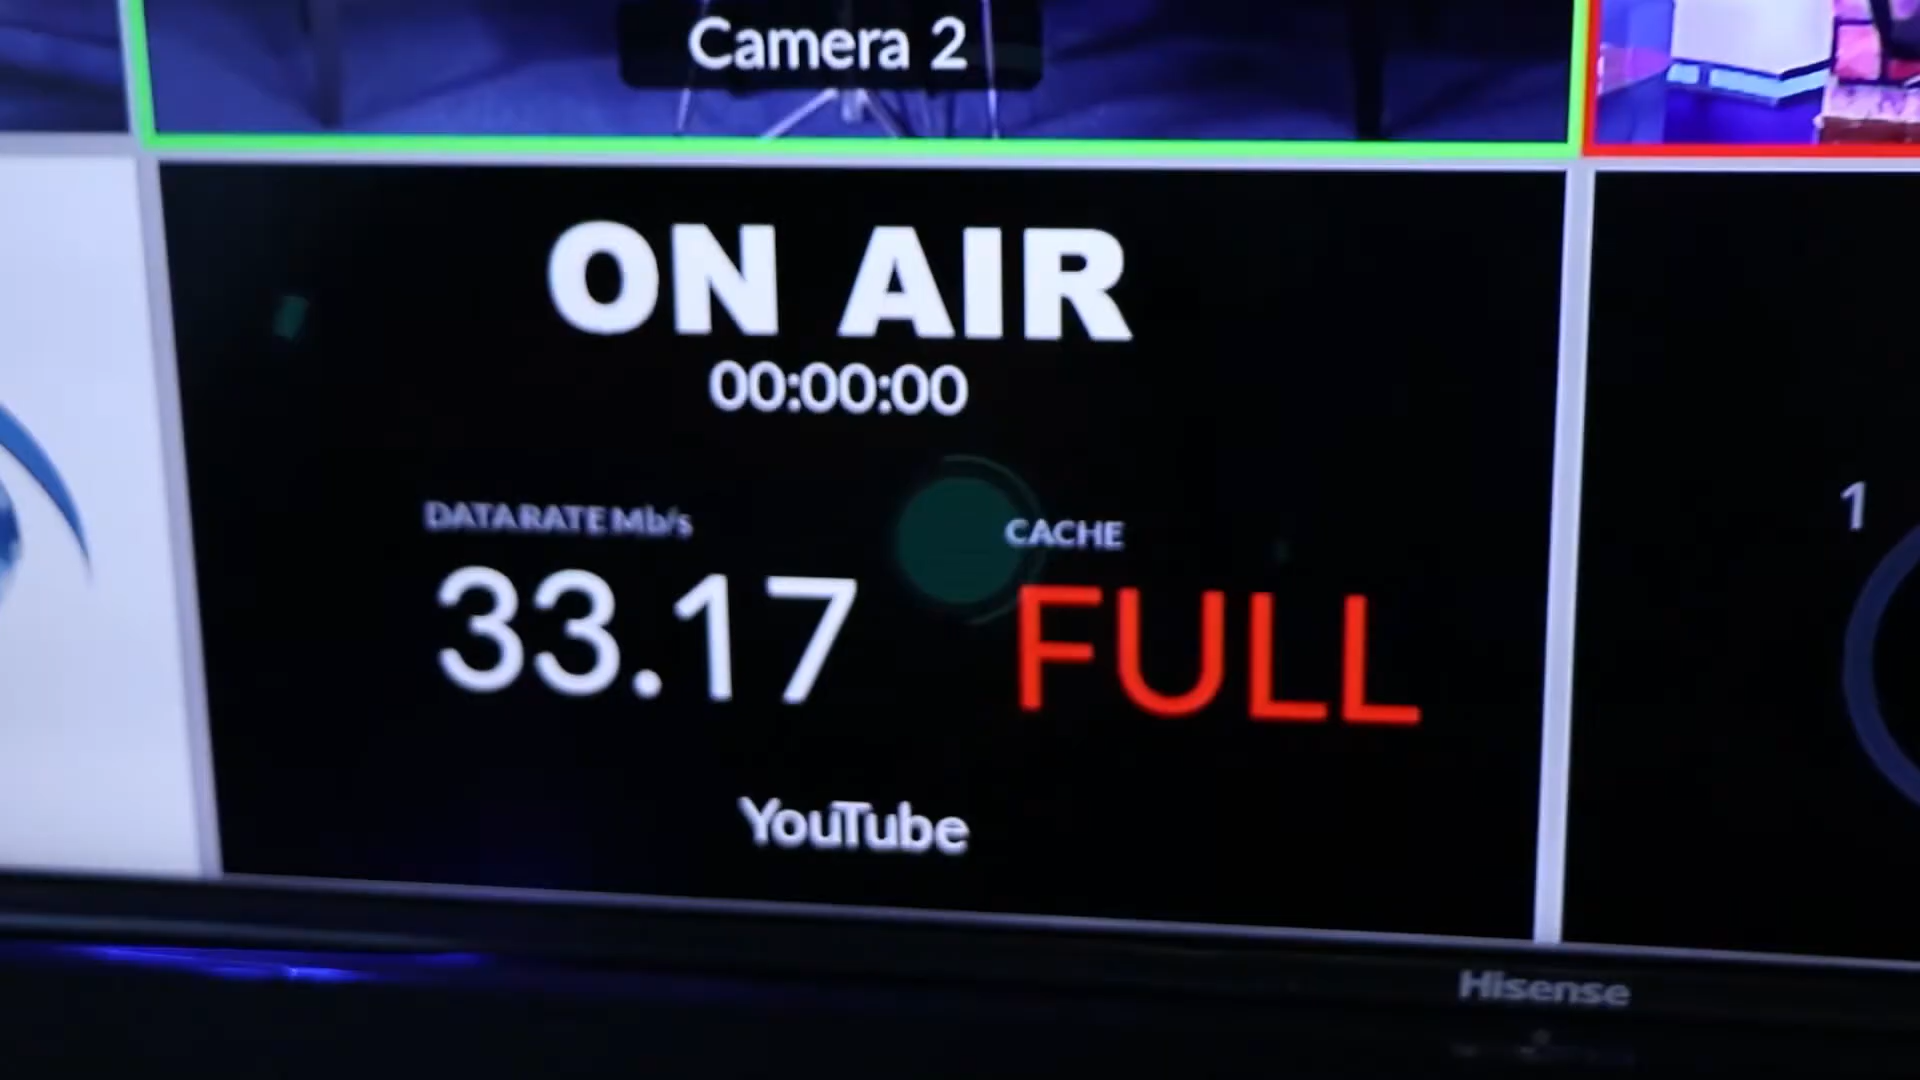 Camera 2
ON AIR
00:00:00
DATA RATE Mb/s
CACHE
33.17
FULL
1
YouTube
Hisense